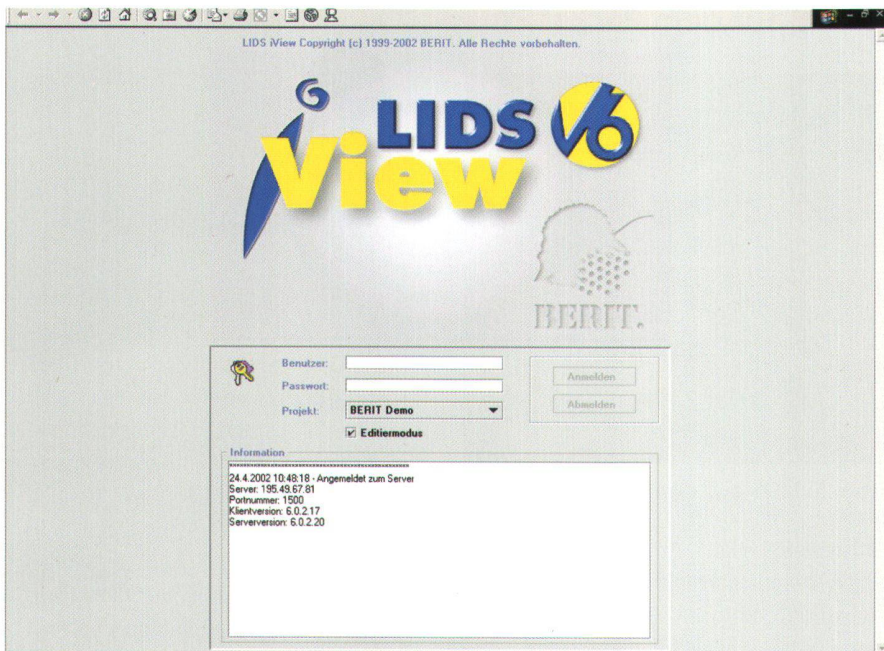 LIDS iView Copyright (c) 1999-2002 BERIT. Alle Rechte vorbehalten.
i LIDS V6
View
BERIT.
Benutzer:
Passwort:
Projekt: BERIT Demo
Editiermodus
Anmelden
Abmelden
Information
24.4.2002 10:48:18 - Angemeldet zum Server
Server: 195.49.67.81
Portnummer: 1500
Klientversion: 6.0.2.17
Serverversion: 6.0.2.20